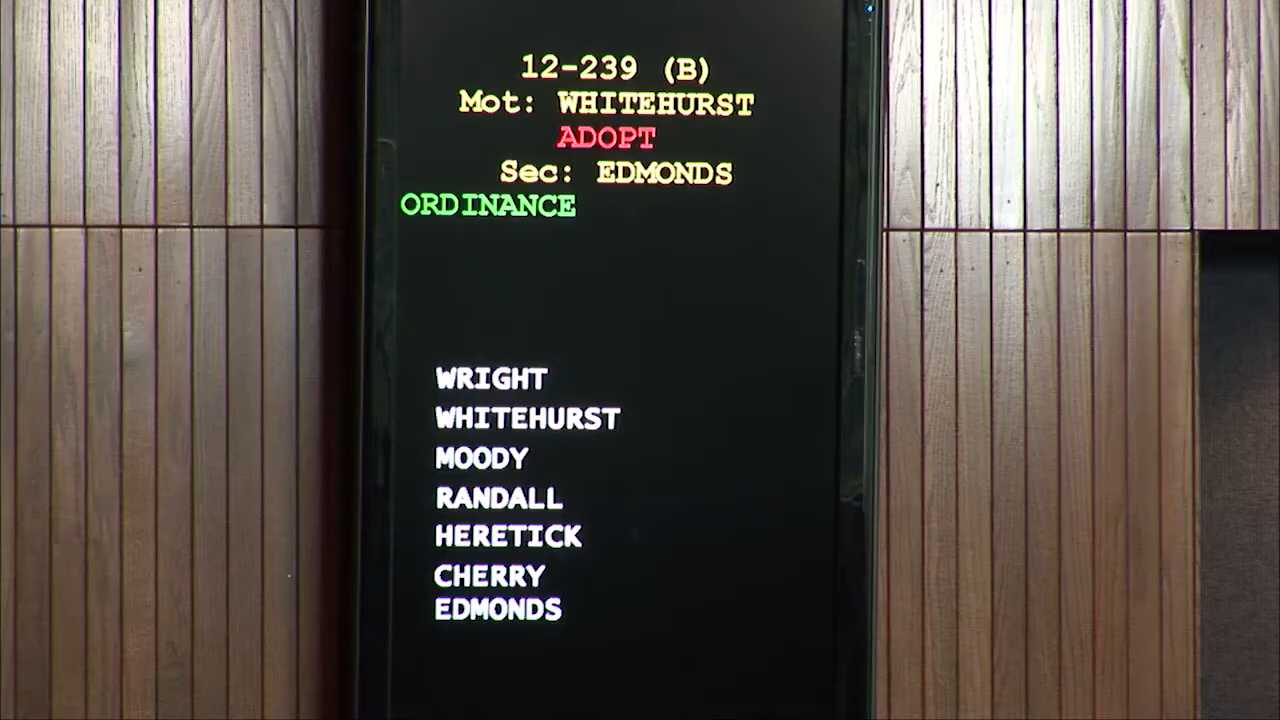 12-239 (B)
Mot: WHITEHURST
ADOPT
Sec: EDMONDS
ORDINANCE
WRIGHT
WHITEHURST
MOODY
RANDALL
HERETICK
CHERRY
EDMONDS